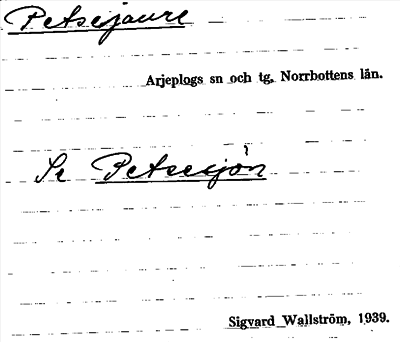 Petsejaure
Arjeplogs sn och tg, Norrbottens län.
Se Petsesjön
Sigvard Wallström, 1939.